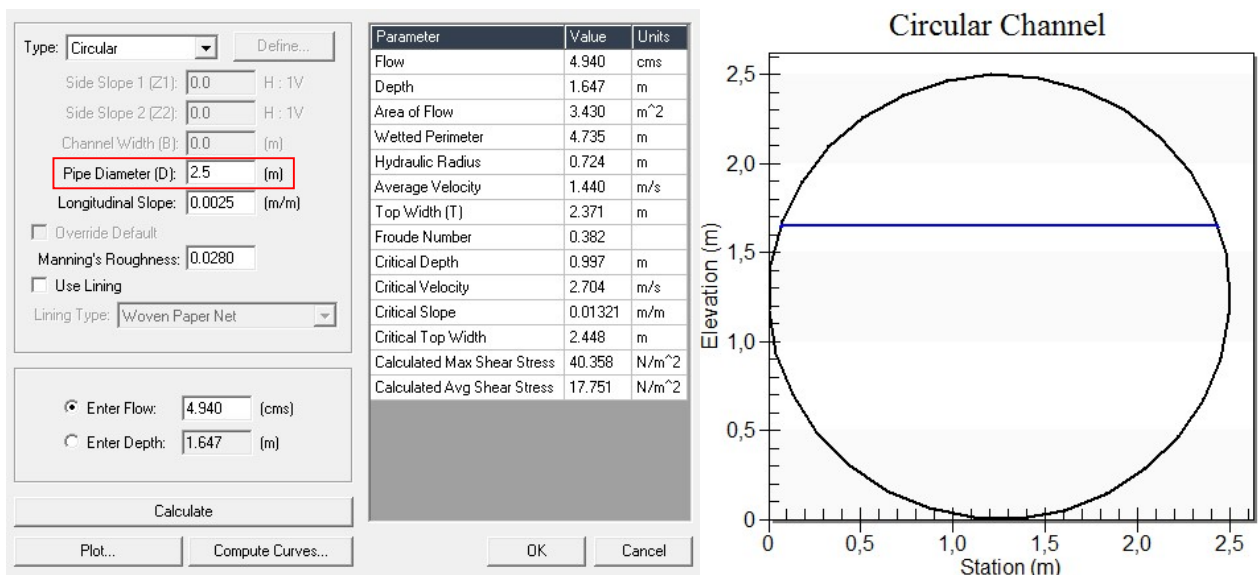 Type: Circular Define...
Side Slope 1 (Z1): 0.0 H : 1V
Side Slope 2 (Z2): 0.0 H : 1V
Channel Width (B): 0.0 (m)
Pipe Diameter (D): 2.5 (m)
Longitudinal Slope: 0.0025 (m/m)
Override Default
Manning's Roughness: 0.0280
Use Lining
Lining Type: Woven Paper Net
Enter Flow: 4.940 (cms)
Enter Depth: 1.647 (m)
Calculate
Plot... Compute Curves...
Parameter Value Units
Flow 4.940 cms
Depth 1.647 m
Area of Flow 3.430 m^2
Wetted Perimeter 4.735 m
Hydraulic Radius 0.724 m
Average Velocity 1.440 m/s
Top Width (T) 2.371 m
Froude Number 0.382
Critical Depth 0.997 m
Critical Velocity 2.704 m/s
Critical Slope 0.01321 m/m
Critical Top Width 2.448 m
Calculated Max Shear Stress 40.358 N/m^2
Calculated Avg Shear Stress 17.751 N/m^2
OK Cancel
Circular Channel
Elevation (m)
2,5
2,0
1,5
1,0
0,5
0
0 0,5 1,0 1,5 2,0 2,5
Station (m)